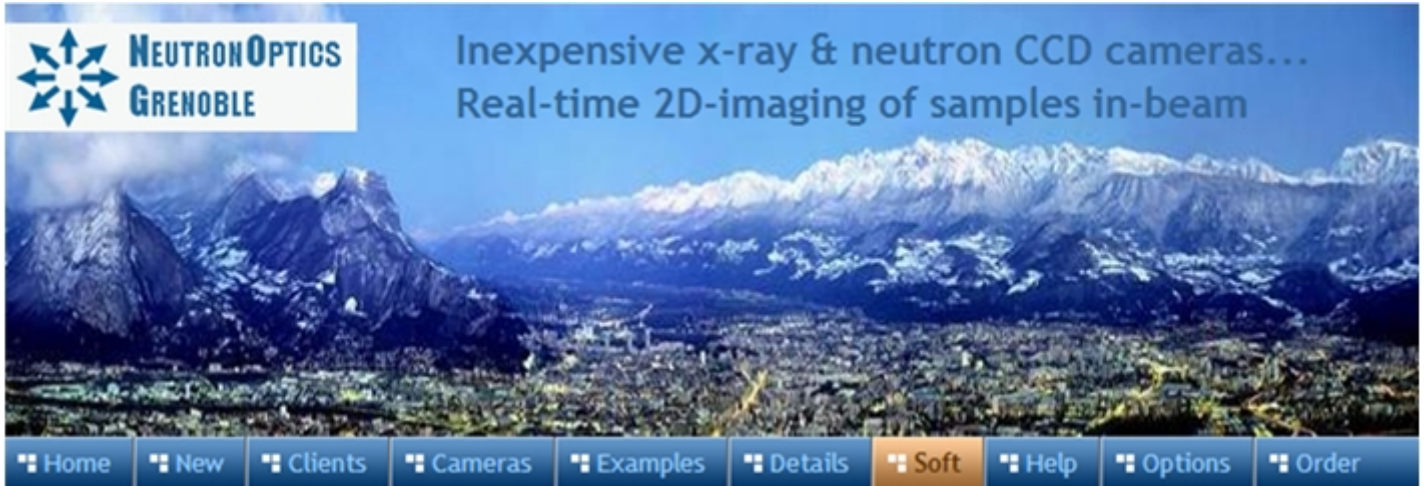 NEUTRONOPTICS
GRENOBLE
Inexpensive x-ray & neutron CCD cameras...
Real-time 2D-imaging of samples in-beam
Home New Clients Cameras Examples Details Soft Help Options Order